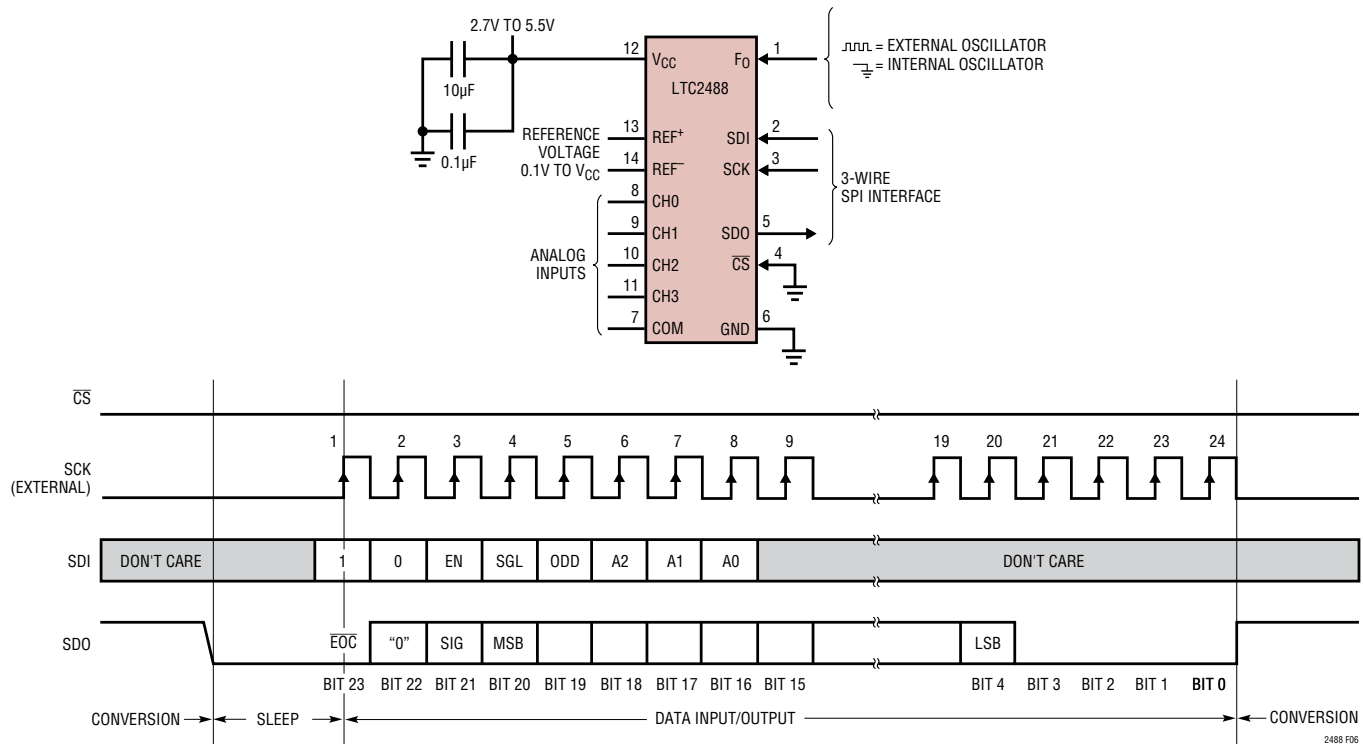 2.7V TO 5.5V
10µF
0.1µF
12
VCC
FO
1
LTC2488
= EXTERNAL OSCILLATOR
= INTERNAL OSCILLATOR
REFERENCE
VOLTAGE
0.1V TO VCC
13
REF+
SDI
2
14
REF–
SCK
3
3-WIRE
SPI INTERFACE
8
CH0
9
CH1
SDO
5
ANALOG
INPUTS
10
CH2
CS
4
11
CH3
7
COM
GND
6
CS
1 2 3 4 5 6 7 8 9 19 20 21 22 23 24
SCK
(EXTERNAL)
SDI DON'T CARE 1 0 EN SGL ODD A2 A1 A0 DON'T CARE
SDO EOC “0” SIG MSB LSB
BIT 23 BIT 22 BIT 21 BIT 20 BIT 19 BIT 18 BIT 17 BIT 16 BIT 15 BIT 4 BIT 3 BIT 2 BIT 1 BIT 0
CONVERSION SLEEP DATA INPUT/OUTPUT CONVERSION
2488 F06